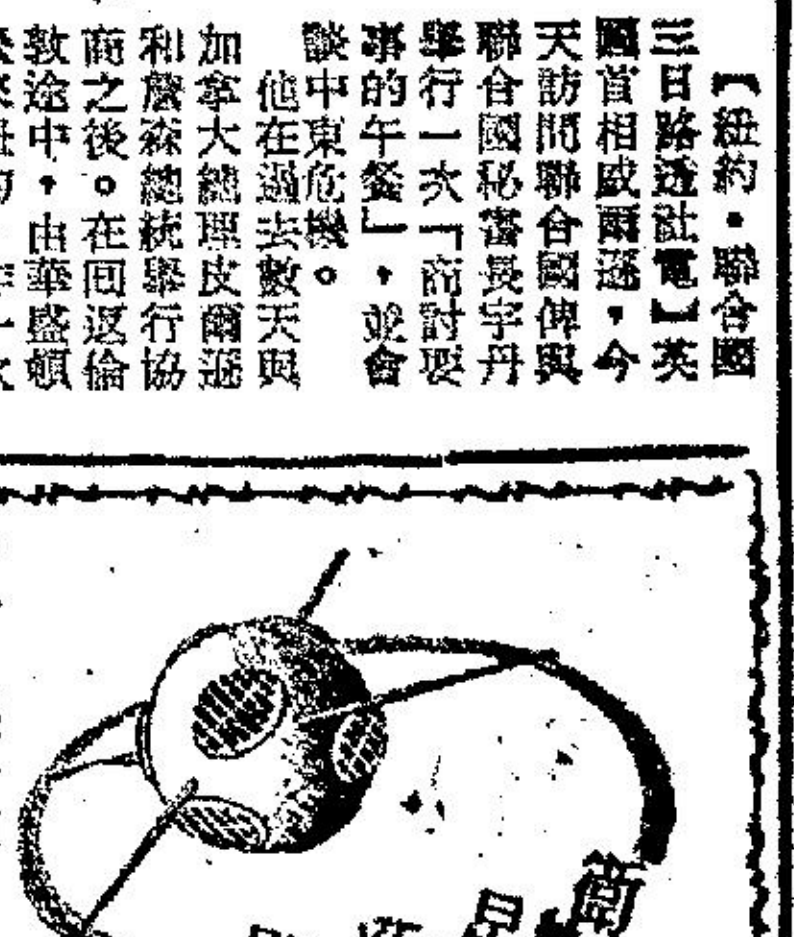 【紐約・聯合國
三日路透社電】英
國首相威爾遜，今
天訪問聯合國俾與
聯合國秘書長宇丹
舉行一次「商討要
事的午餐」，並會
談中東危機。
他在過去數天與
加拿大總理皮爾遜
和詹森總統舉行協
商之後。在回返倫
敦途中，由華盛頓
衛
星